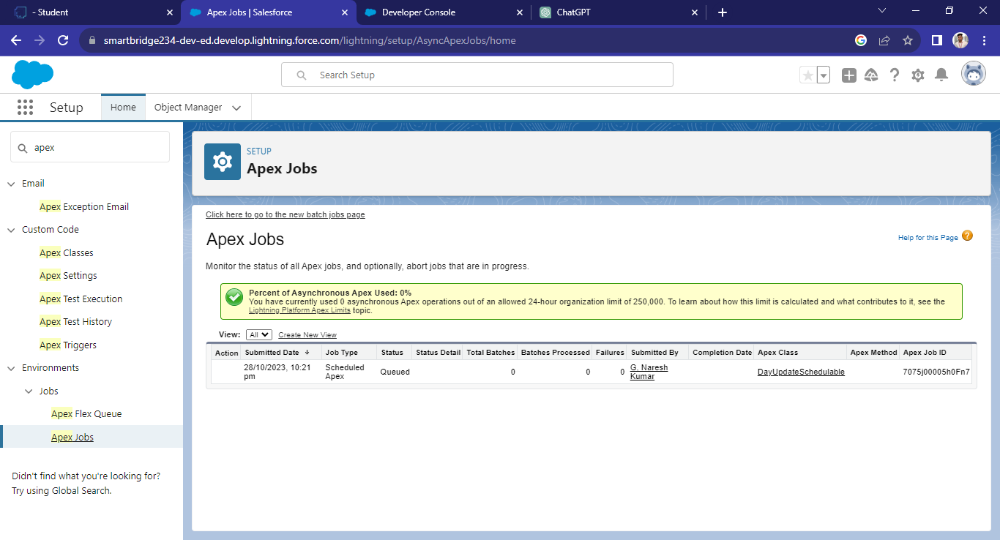 - Student
Apex Jobs | Salesforce
Developer Console
ChatGPT
smartbridge234-dev-ed.develop.lightning.force.com/lightning/setup/AsyncApexJobs/home
Search Setup
Setup
Home
Object Manager
apex
Email
Apex Exception Email
Custom Code
Apex Classes
Apex Settings
Apex Test Execution
Apex Test History
Apex Triggers
Environments
Jobs
Apex Flex Queue
Apex Jobs
Didn't find what you're looking for?
Try using Global Search.
SETUP
Apex Jobs
Click here to go to the new batch jobs page
Apex Jobs
Help for this Page ?
Monitor the status of all Apex jobs, and optionally, abort jobs that are in progress.
Percent of Asynchronous Apex Used: 0%
You have currently used 0 asynchronous Apex operations out of an allowed 24-hour organization limit of 250,000. To learn about how this limit is calculated and what contributes to it, see the
Lightning Platform Apex Limits topic.
View: All Create New View
Action Submitted Date Job Type Status Status Detail Total Batches Batches Processed Failures Submitted By Completion Date Apex Class Apex Method Apex Job ID
28/10/2023, 10:21 pm Scheduled Apex Queued 0 0 0 G. Naresh Kumar DayUpdateSchedulable 7075j00005h0Fn7